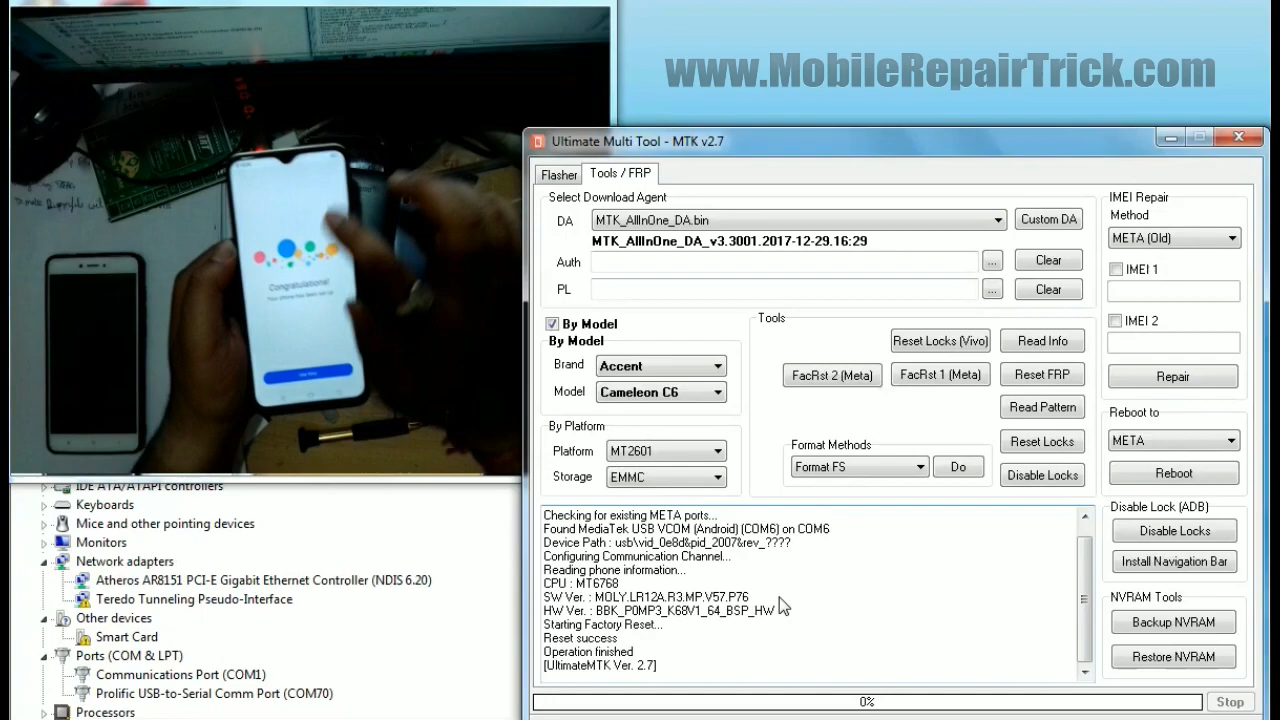 www.MobileRepairTrick.com
Congratulations!
Your phone has been set up
Ultimate Multi Tool - MTK v2.7
Flasher
Tools / FRP
Select Download Agent
DA
MTK_AllInOne_DA.bin
Custom DA
MTK_AllInOne_DA_v3.3001.2017-12-29.16:29
Auth
...
Clear
PL
...
Clear
By Model
By Model
Brand
Accent
Model
Cameleon C6
By Platform
Platform
MT2601
Storage
EMMC
Tools
Reset Locks (Vivo)
Read Info
FacRst 2 (Meta)
FacRst 1 (Meta)
Reset FRP
Read Pattern
Format Methods
Reset Locks
Format FS
Do
Disable Locks
IMEI Repair
Method
META (Old)
IMEI 1
IMEI 2
Repair
Reboot to
META
Reboot
Disable Lock (ADB)
Disable Locks
Install Navigation Bar
NVRAM Tools
Backup NVRAM
Restore NVRAM
Checking for existing META ports...
Found MediaTek USB VCOM (Android) (COM6) on COM6
Device Path : usb\vid_0e8d&pid_2007&rev_????
Configuring Communication Channel...
Reading phone information...
CPU : MT6768
SW Ver. : MOLY.LR12A.R3.MP.V57.P76
HW Ver. : BBK_P0MP3_K68V1_64_BSP_HW
Starting Factory Reset...
Reset success
Operation finished
[UltimateMTK Ver. 2.7]
0%
Stop
IDE ATA/ATAPI controllers
Keyboards
Mice and other pointing devices
Monitors
Network adapters
Atheros AR8151 PCI-E Gigabit Ethernet Controller (NDIS 6.20)
Teredo Tunneling Pseudo-Interface
Other devices
Smart Card
Ports (COM & LPT)
Communications Port (COM1)
Prolific USB-to-Serial Comm Port (COM70)
Processors